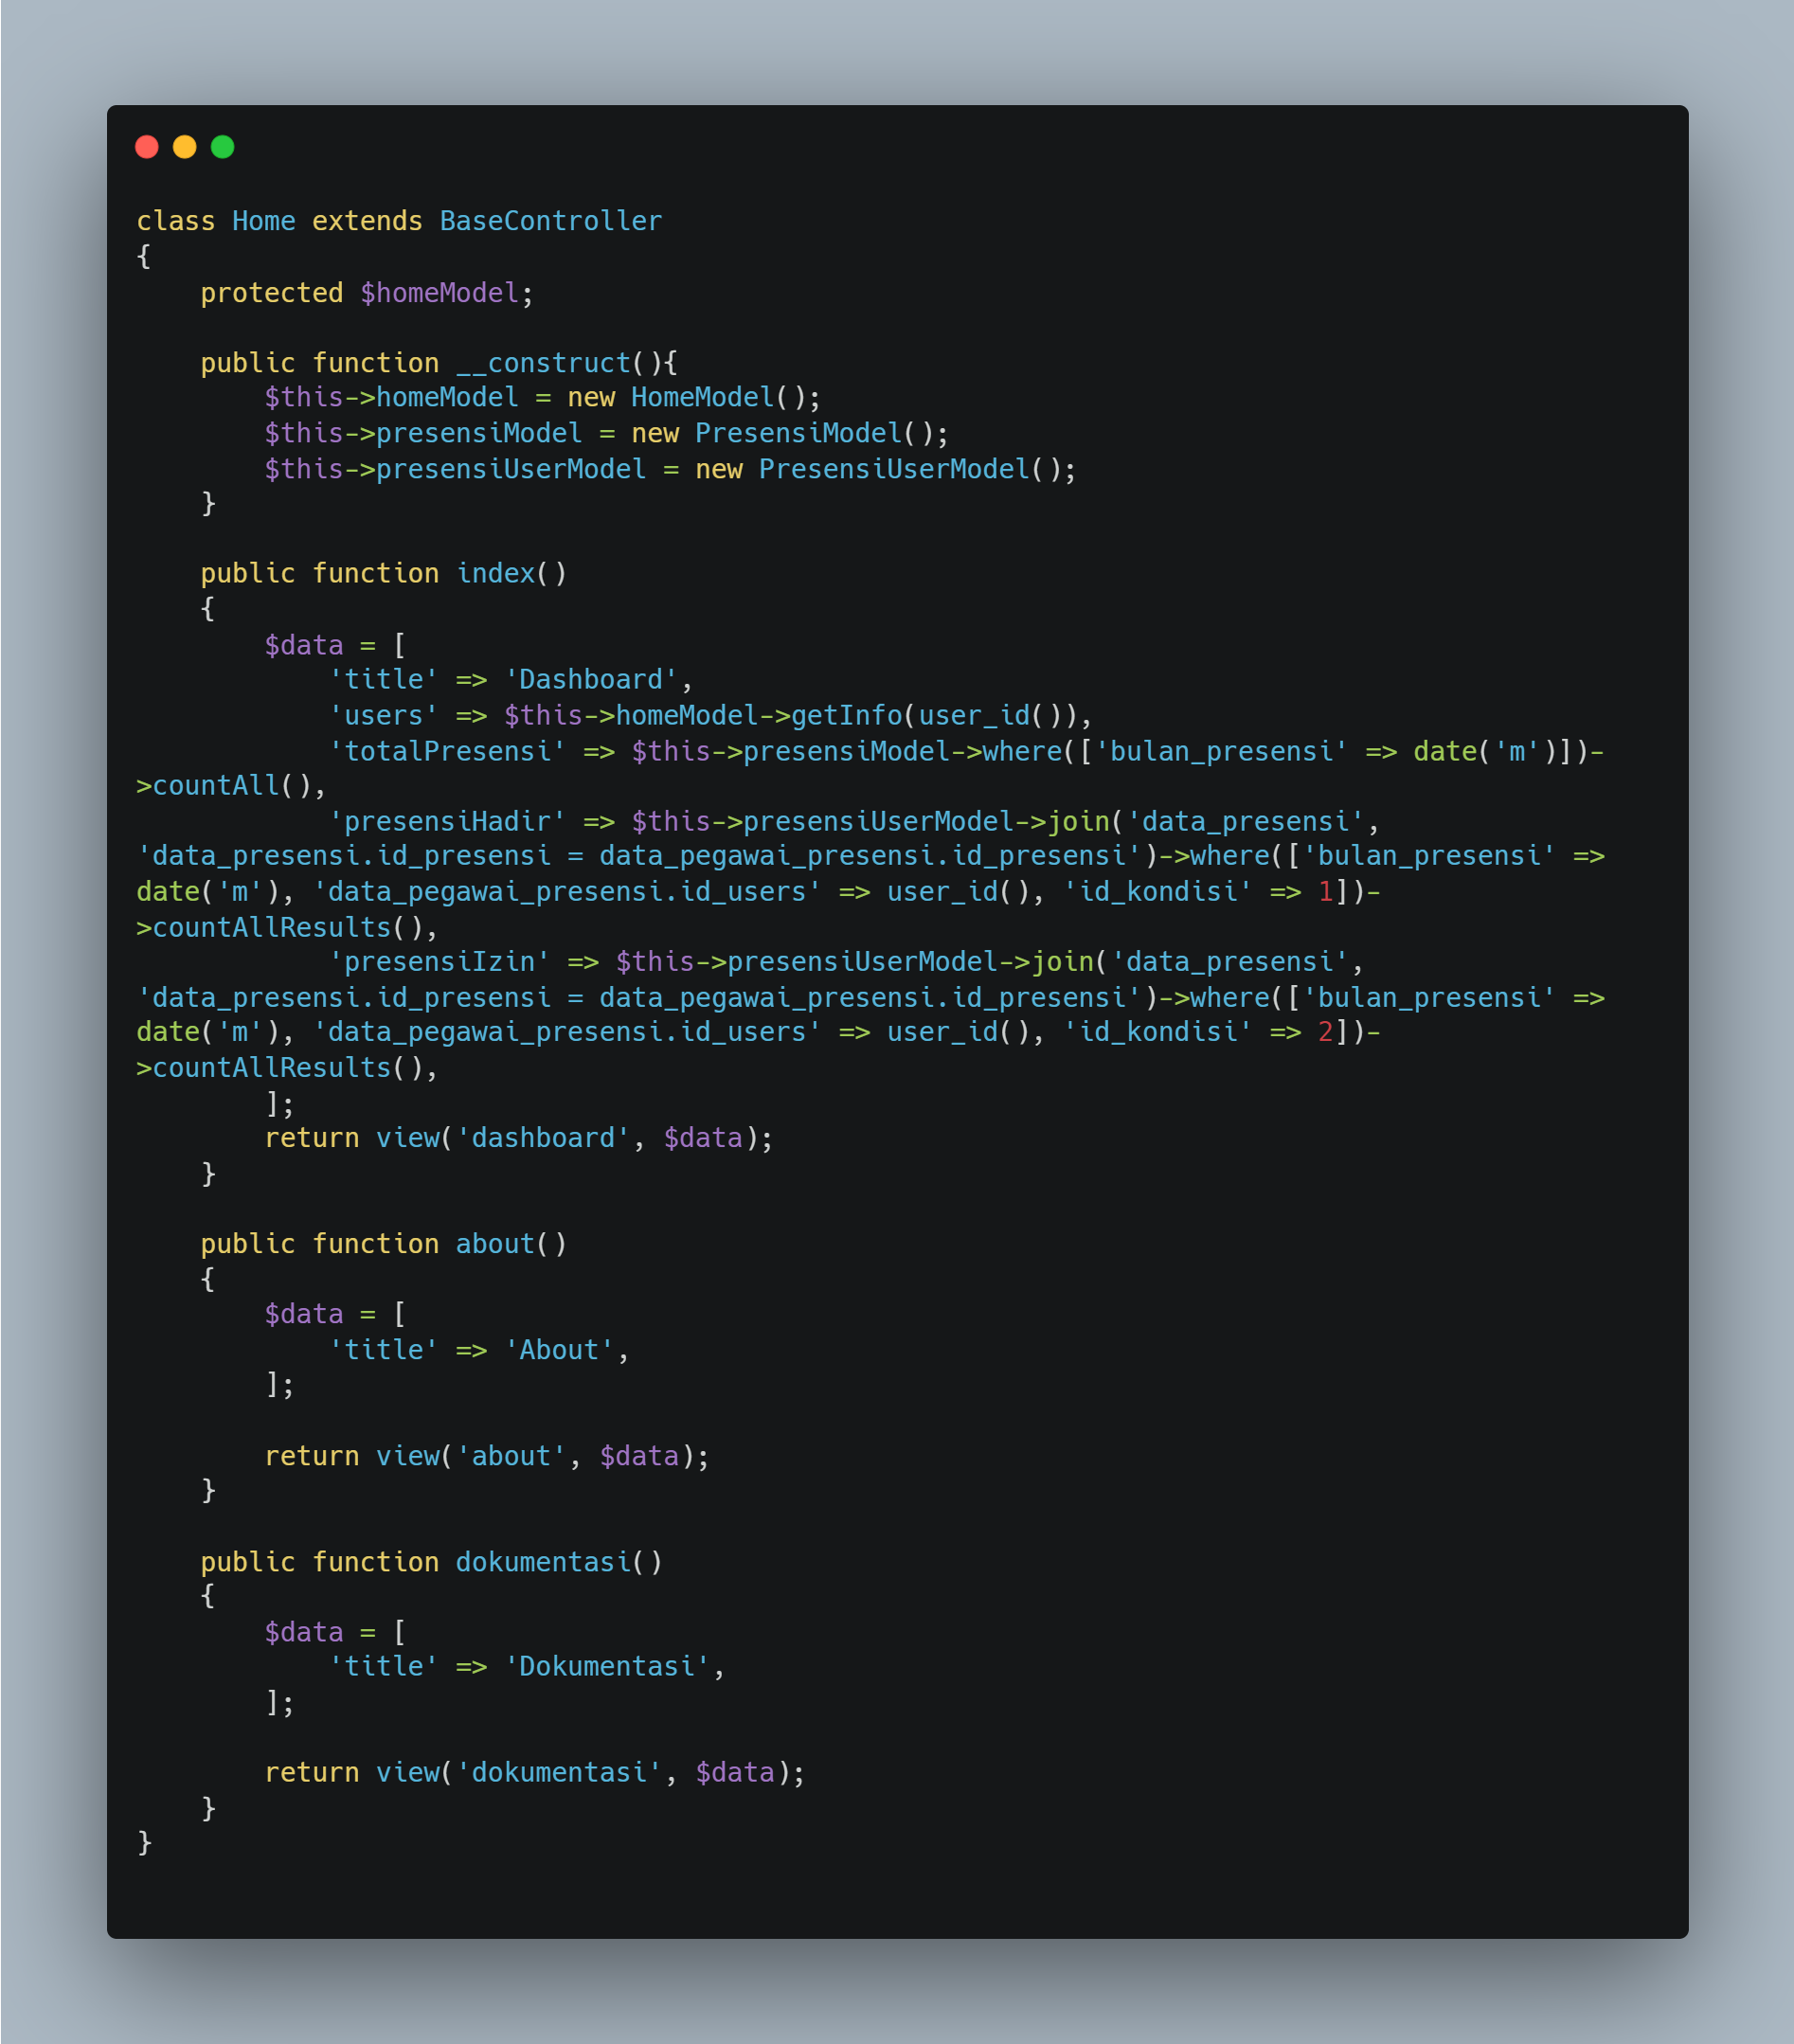 class Home extends BaseController
{
    protected $homeModel;

    public function __construct(){
        $this->homeModel = new HomeModel();
        $this->presensiModel = new PresensiModel();
        $this->presensiUserModel = new PresensiUserModel();
    }

    public function index()
    {
        $data = [
            'title' => 'Dashboard',
            'users' => $this->homeModel->getInfo(user_id()),
            'totalPresensi' => $this->presensiModel->where(['bulan_presensi' => date('m')])-
>countAll(),
            'presensiHadir' => $this->presensiUserModel->join('data_presensi',
'data_presensi.id_presensi = data_pegawai_presensi.id_presensi')->where(['bulan_presensi' =>
date('m'), 'data_pegawai_presensi.id_users' => user_id(), 'id_kondisi' => 1])-
>countAllResults(),
            'presensiIzin' => $this->presensiUserModel->join('data_presensi',
'data_presensi.id_presensi = data_pegawai_presensi.id_presensi')->where(['bulan_presensi' =>
date('m'), 'data_pegawai_presensi.id_users' => user_id(), 'id_kondisi' => 2])-
>countAllResults(),
        ];
        return view('dashboard', $data);
    }

    public function about()
    {
        $data = [
            'title' => 'About',
        ];

        return view('about', $data);
    }

    public function dokumentasi()
    {
        $data = [
            'title' => 'Dokumentasi',
        ];

        return view('dokumentasi', $data);
    }
}